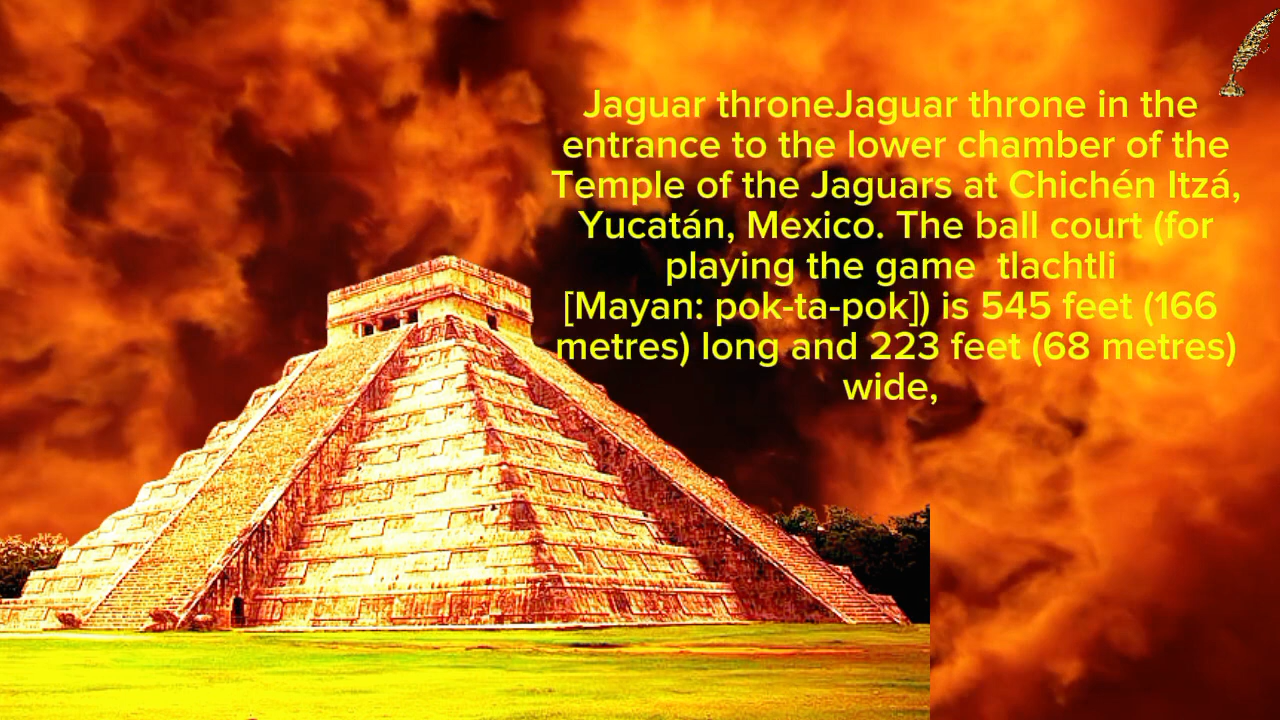 Jaguar throneJaguar throne in the
entrance to the lower chamber of the
Temple of the Jaguars at Chichén Itzá,
Yucatán, Mexico. The ball court (for
playing the game  tlachtli
[Mayan: pok-ta-pok]) is 545 feet (166
metres) long and 223 feet (68 metres)
wide,